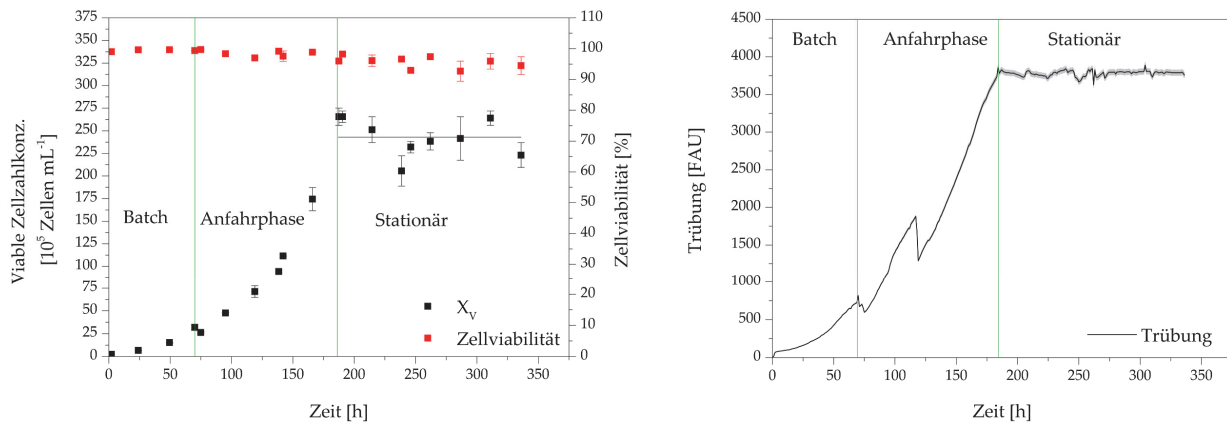 Viable Zellzahlkonz.
[10⁵ Zellen mL⁻¹]
375
350
325
300
275
250
225
200
175
150
125
100
75
50
25
0
Batch
Anfahrphase
Stationär
X_V
Zellviabilität
110
100
90
80
70
60
50
40
30
20
10
0
Zellviabilität [%]
0 50 100 150 200 250 300 350
Zeit [h]
Trübung [FAU]
4500
4000
3500
3000
2500
2000
1500
1000
500
0
Batch
Anfahrphase
Stationär
Trübung
0 50 100 150 200 250 300 350
Zeit [h]